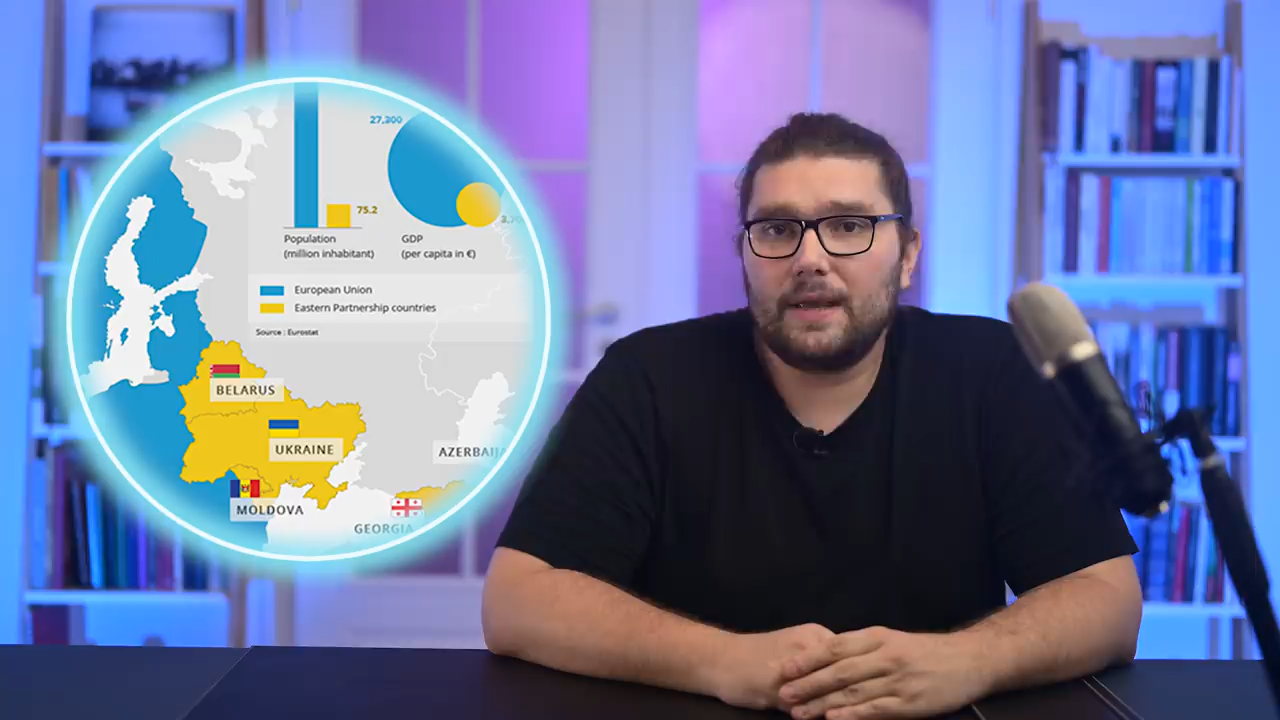 27,300
75.2
Population
(million inhabitant)
GDP
(per capita in €)
European Union
Eastern Partnership countries
Source : Eurostat
BELARUS
UKRAINE
AZERBAIJ
MOLDOVA
GEORGIA